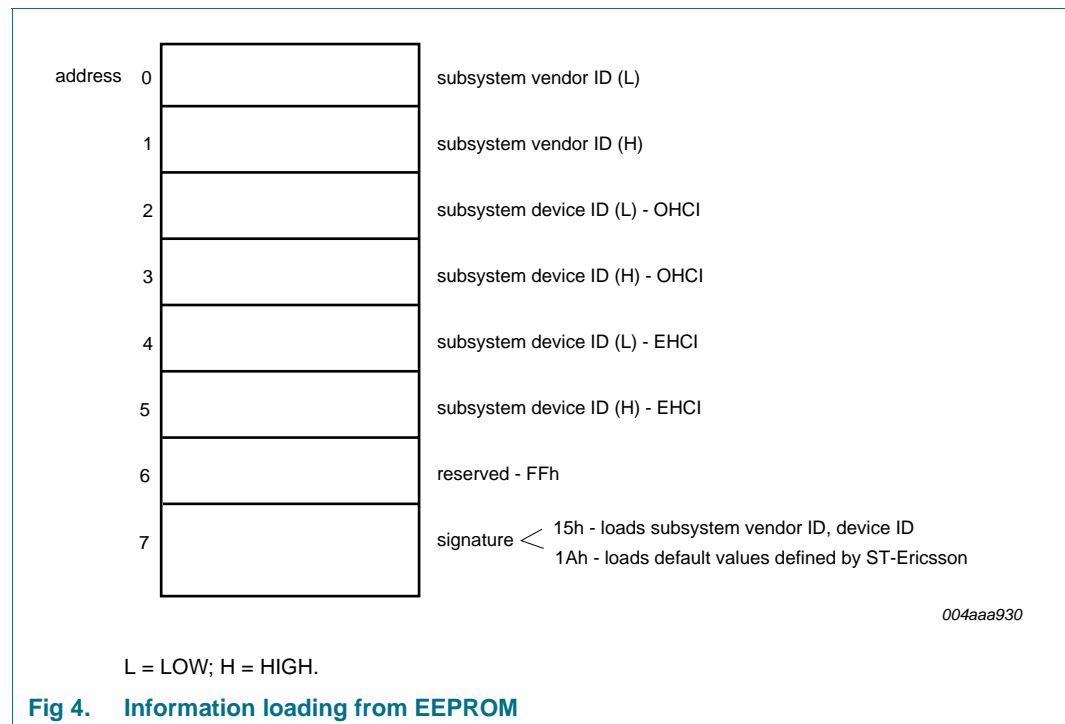 address 0 subsystem vendor ID (L)
1 subsystem vendor ID (H)
2 subsystem device ID (L) - OHCI
3 subsystem device ID (H) - OHCI
4 subsystem device ID (L) - EHCI
5 subsystem device ID (H) - EHCI
6 reserved - FFh
7 signature 15h - loads subsystem vendor ID, device ID
1Ah - loads default values defined by ST-Ericsson
004aaa930
L = LOW; H = HIGH.
Fig 4. Information loading from EEPROM